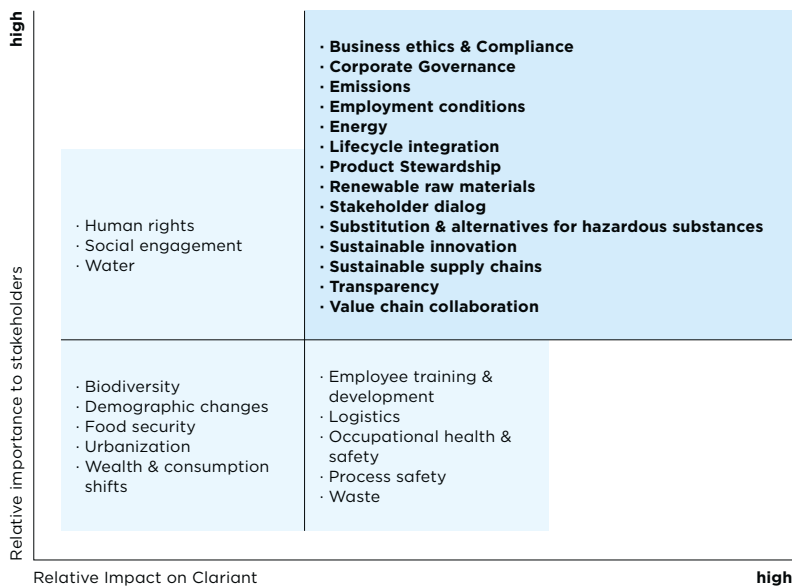 high
· Business ethics & Compliance
· Corporate Governance
· Emissions
· Employment conditions
· Energy
· Lifecycle integration
· Product Stewardship
· Renewable raw materials
· Stakeholder dialog
· Substitution & alternatives for hazardous substances
· Sustainable innovation
· Sustainable supply chains
· Transparency
· Value chain collaboration
· Human rights
· Social engagement
· Water
Relative importance to stakeholders
· Biodiversity
· Demographic changes
· Food security
· Urbanization
· Wealth & consumption
shifts
· Employee training &
development
· Logistics
· Occupational health &
safety
· Process safety
· Waste
Relative Impact on Clariant
high